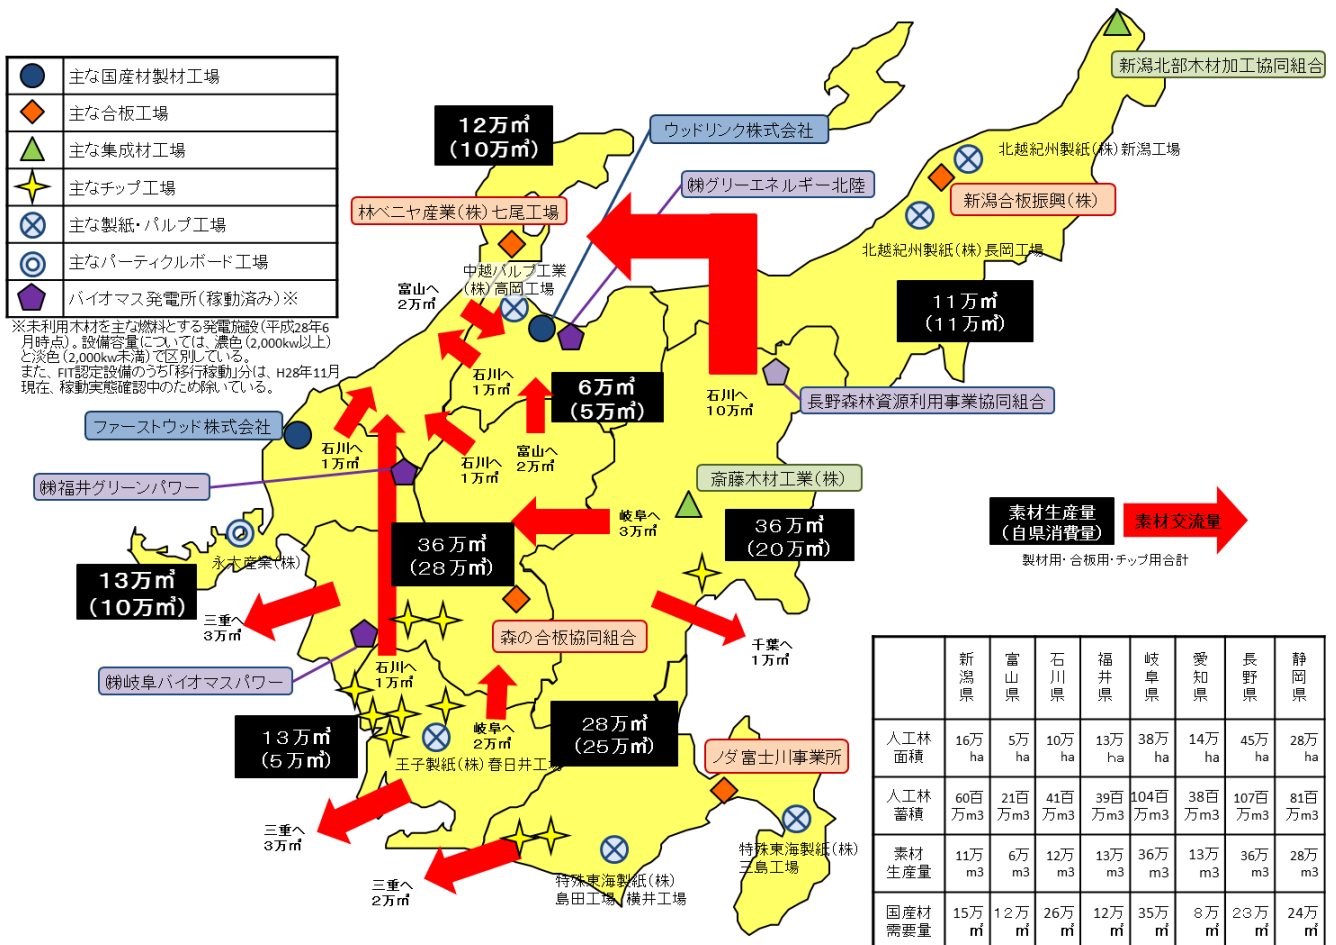 主な国産材製材工場
主な合板工場
主な集成材工場
主なチップ工場
主な製紙・パルプ工場
主なパーティクルボード工場
バイオマス発電所(稼動済み)※
※未利用木材を主な燃料とする発電施設(平成28年6
月時点)。設備容量については、濃色(2,000kw以上)
と淡色(2,000kw未満)で区別している。
また、FIT認定設備のうち「移行稼動」分は、H28年11月
現在、稼動実態確認中のため除いている。
新潟北部木材加工協同組合
12万㎥
(10万㎥)
ウッドリンク株式会社
北越紀州製紙(株)新潟工場
㈱グリーエネルギー北陸
新潟合板振興(株)
林ベニヤ産業(株)七尾工場
北越紀州製紙(株)長岡工場
中越パルプ工業
(株)高岡工場
富山へ
2万㎥
11万㎥
(11万㎥)
石川へ
1万㎥
6万㎥
(5万㎥)
石川へ
10万㎥
長野森林資源利用事業協同組合
ファーストウッド株式会社
石川へ
1万㎥
石川へ
1万㎥
富山へ
2万㎥
㈱福井グリーンパワー
斎藤木材工業(株)
岐阜へ
3万㎥
36万㎥
(20万㎥)
素材生産量
(自県消費量)
素材交流量
製材用・合板用・チップ用合計
36万㎥
(28万㎥)
永大産業(株)
13万㎥
(10万㎥)
三重へ
3万㎥
森の合板協同組合
千葉へ
1万㎥
石川へ
1万㎥
㈱岐阜バイオマスパワー
13万㎥
(5万㎥)
岐阜へ
2万㎥
28万㎥
(25万㎥)
王子製紙(株)春日井工場
ノダ富士川事業所
三重へ
3万㎥
三重へ
2万㎥
特殊東海製紙(株)
島田工場 横井工場
特殊東海製紙(株)
三島工場
新潟県 富山県 石川県 福井県 岐阜県 愛知県 長野県 静岡県
人工林面積 16万ha 5万ha 10万ha 13万ha 38万ha 14万ha 45万ha 28万ha
人工林蓄積 60百万m3 21百万m3 41百万m3 39百万m3 104百万m3 38百万m3 107百万m3 81百万m3
素材生産量 11万m3 6万m3 12万m3 13万m3 36万m3 13万m3 36万m3 28万m3
国産材需要量 15万㎥ 12万㎥ 26万㎥ 12万㎥ 35万㎥ 8万㎥ 23万㎥ 24万㎥